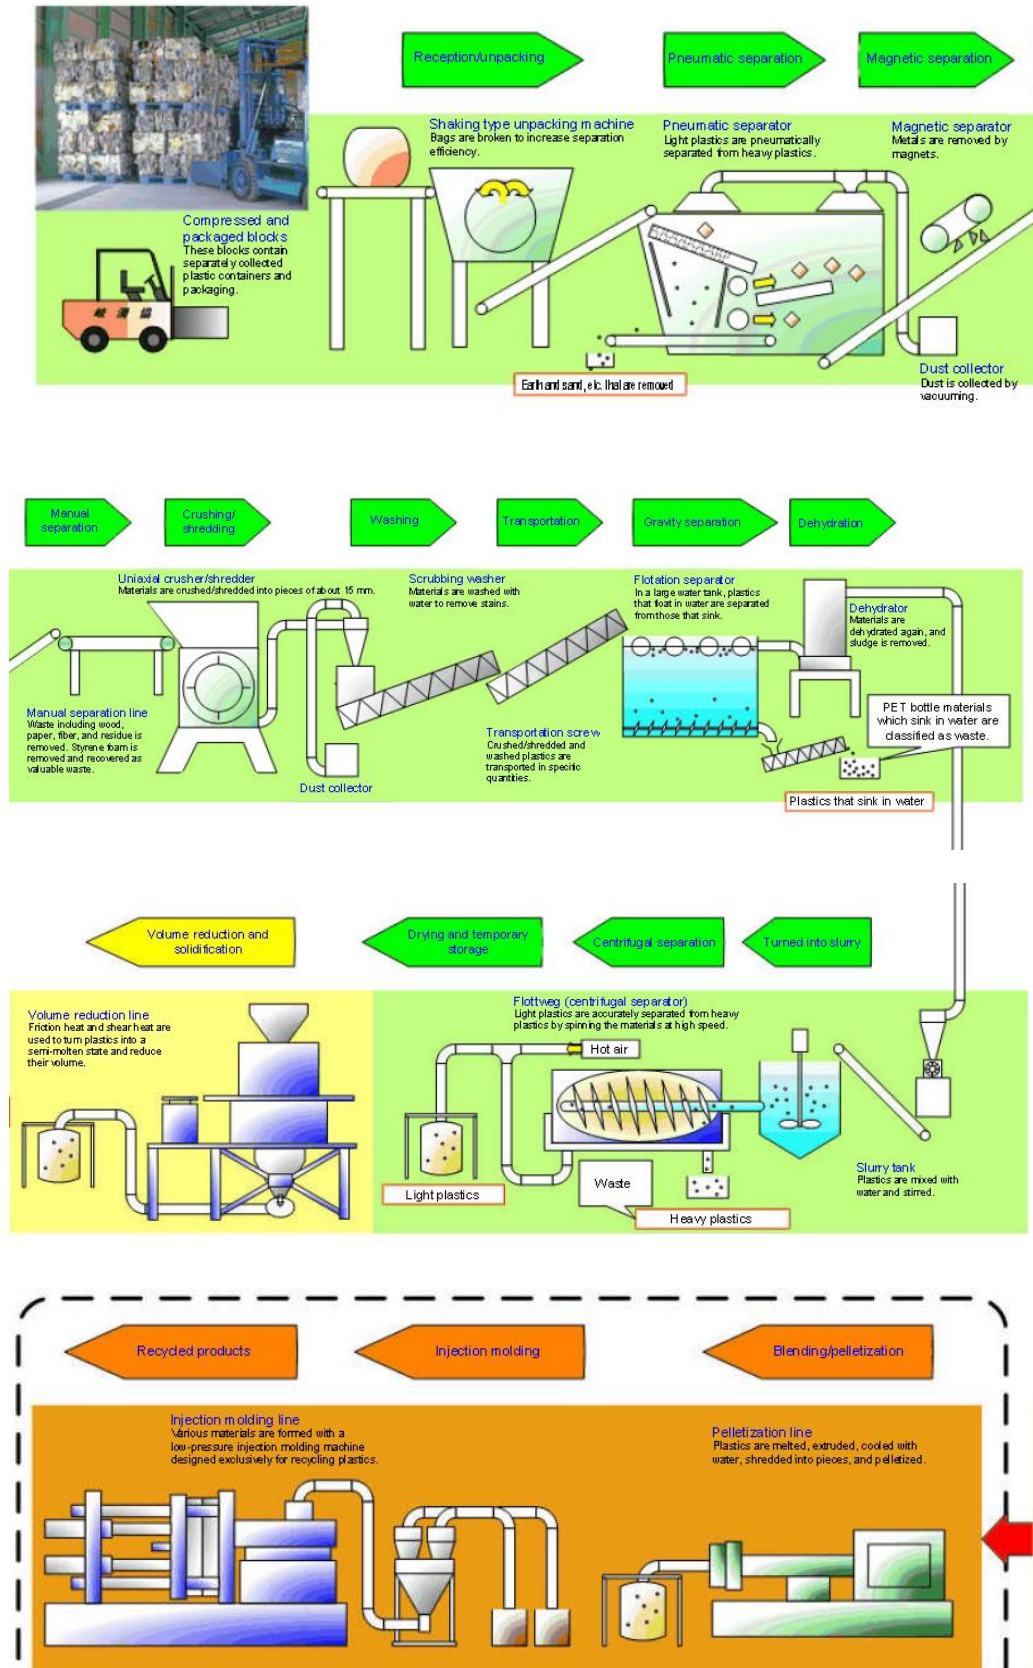 Reception/unpacking
Pneumatic separation
Magnetic separation
Shaking type unpacking machine
Bags are broken to increase separation
efficiency.
Pneumatic separator
Light plastics are pneumatically
separated from heavy plastics.
Magnetic separator
Metals are removed by
magnets.
Compressed and
packaged blocks
These blocks contain
separately collected
plastic containers and
packaging.
Earth and sand, etc. that are removed
Dust collector
Dust is collected by
vacuuming.
Manual
separation
Crushing/
shredding
Washing
Transportation
Gravity separation
Dehydration
Uniaxial crusher/shredder
Materials are crushed/shredded into pieces of about 15 mm.
Scrubbing washer
Materials are washed with
water to remove stains.
Flotation separator
In a large water tank, plastics
that float in water are separated
from those that sink.
Dehydrator
Materials are
dehydrated again, and
sludge is removed.
Manual separation line
Waste including wood,
paper, fiber, and residue is
removed. Styrene foam is
removed and recovered as
valuable waste.
Dust collector
Transportation screw
Crushed/shredded and
washed plastics are
transported in specific
quantities.
PET bottle materials
which sink in water are
classified as waste.
Plastics that sink in water
Volume reduction and
solidification
Drying and temporary
storage
Centrifugal separation
Turned into slurry
Volume reduction line
Friction heat and shear heat are
used to turn plastics into a
semi-molten state and reduce
their volume.
Flottweg (centrifugal separator)
Light plastics are accurately separated from heavy
plastics by spinning the materials at high speed.
Hot air
Light plastics
Waste
Heavy plastics
Slurry tank
Plastics are mixed with
water and stirred.
Recycled products
Injection molding
Blending/pelletization
Injection molding line
Various materials are formed with a
low-pressure injection molding machine
designed exclusively for recycling plastics.
Pelletization line
Plastics are melted, extruded, cooled with
water, shredded into pieces, and pelletized.